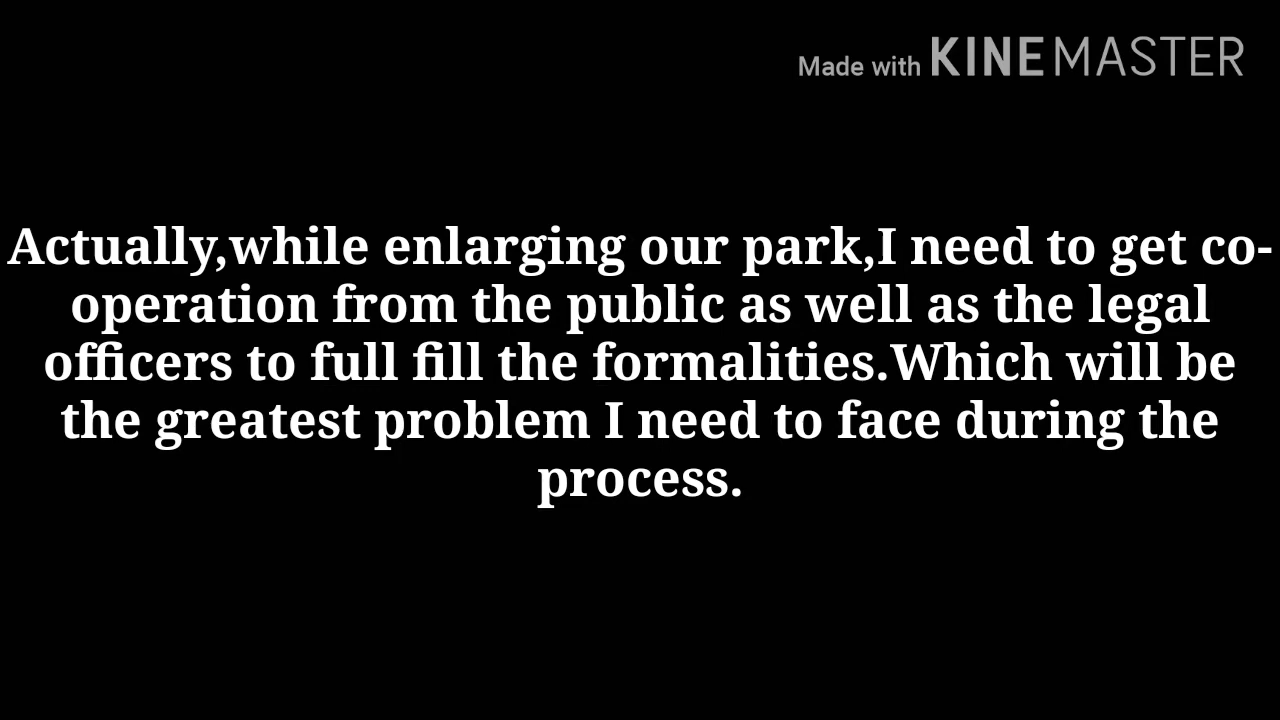 Made with KINEMASTER
Actually,while enlarging our park,I need to get co-
operation from the public as well as the legal
officers to full fill the formalities.Which will be
the greatest problem I need to face during the
process.